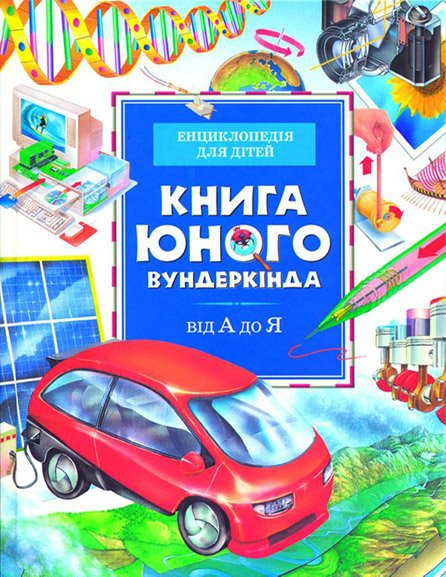 ЕНЦИКЛОПЕДІЯ
ДЛЯ ДІТЕЙ
КНИГА
ЮНОГО
ВУНДЕРКІНДА
ВІД А ДО Я